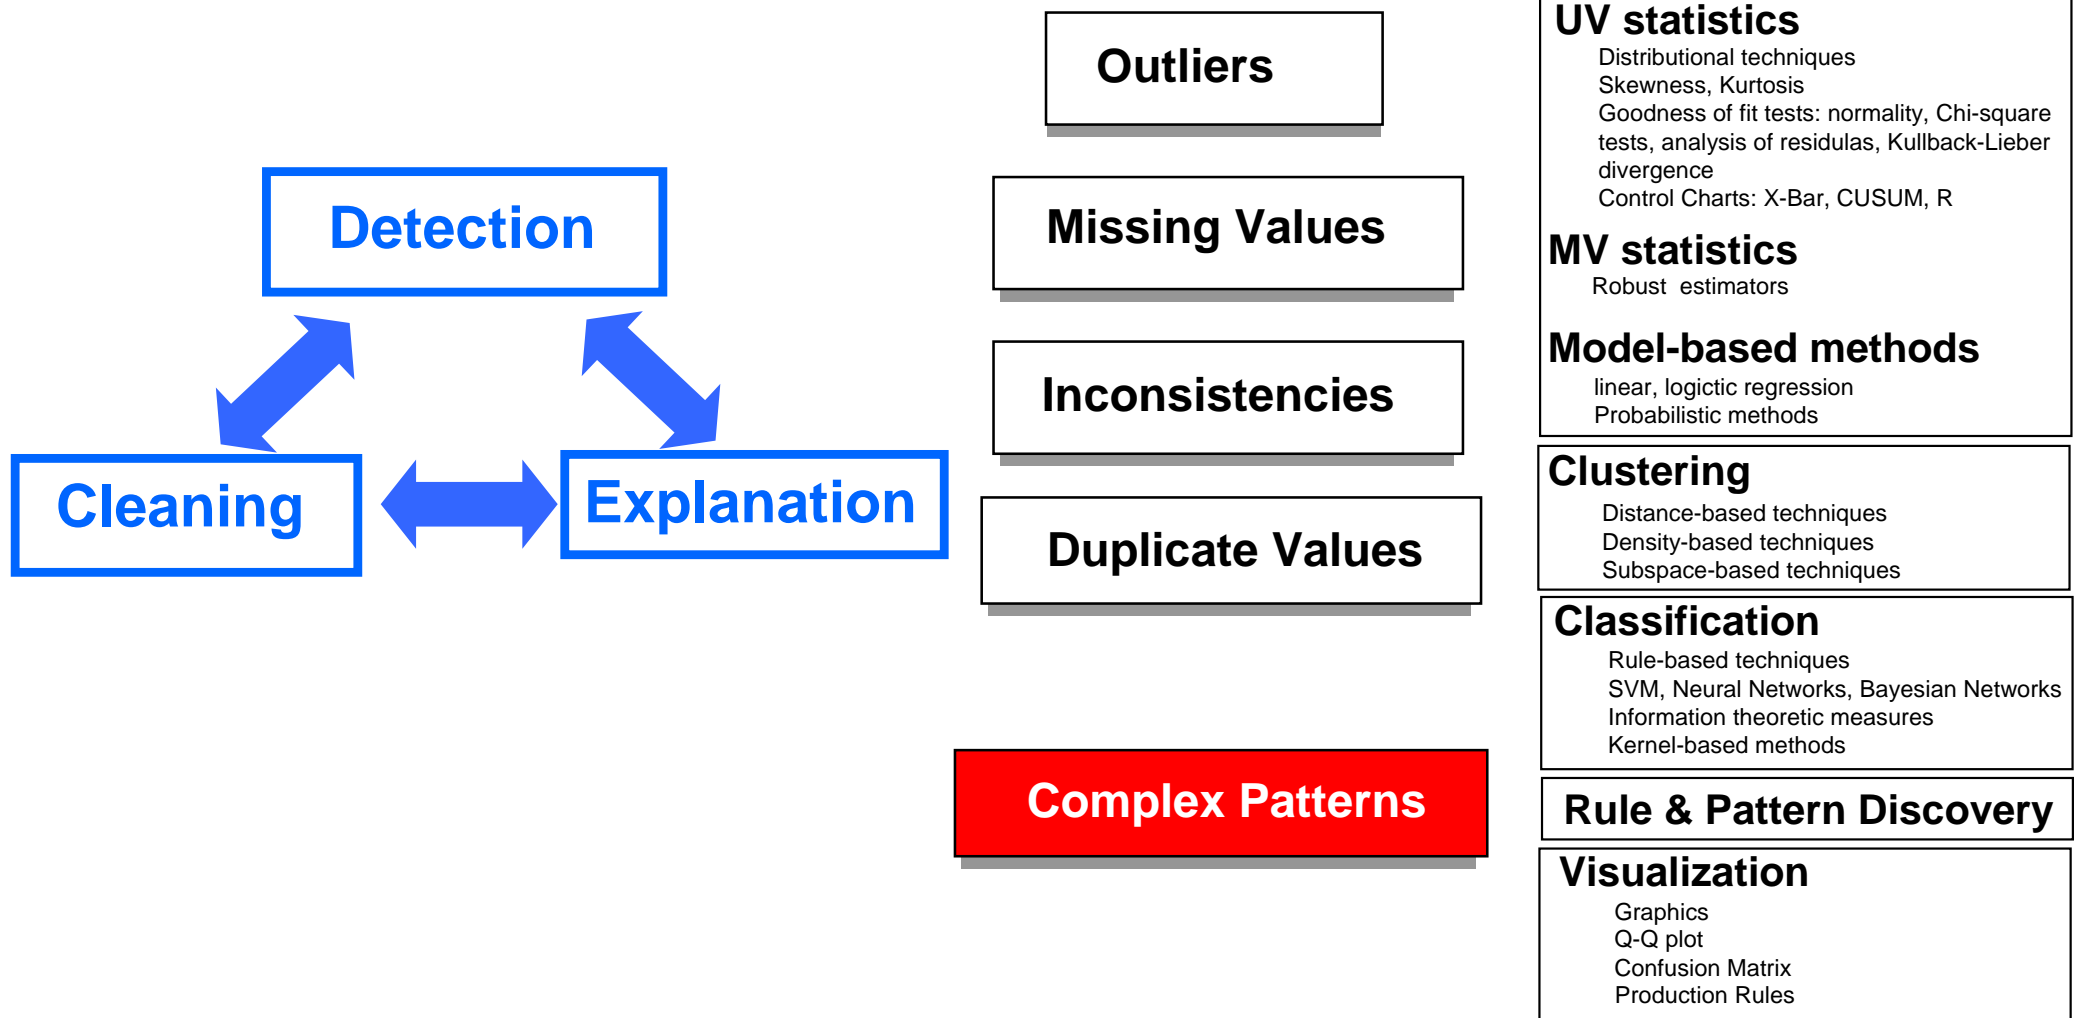 Detection
Cleaning
Explanation
Outliers
Missing Values
Inconsistencies
Duplicate Values
Complex Patterns
UV statistics
Distributional techniques
Skewness, Kurtosis
Goodness of fit tests: normality, Chi-square
tests, analysis of residulas, Kullback-Lieber
divergence
Control Charts: X-Bar, CUSUM, R
MV statistics
Robust estimators
Model-based methods
linear, logictic regression
Probabilistic methods
Clustering
Distance-based techniques
Density-based techniques
Subspace-based techniques
Classification
Rule-based techniques
SVM, Neural Networks, Bayesian Networks
Information theoretic measures
Kernel-based methods
Rule & Pattern Discovery
Visualization
Graphics
Q-Q plot
Confusion Matrix
Production Rules